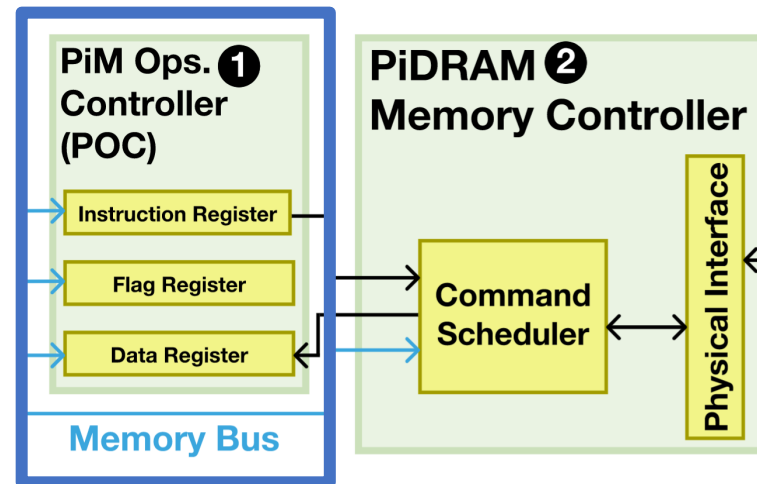 PiM Ops. 1
Controller
(POC)
Instruction Register
Flag Register
Data Register
Memory Bus
PiDRAM 2
Memory Controller
Command
Scheduler
Physical Interface